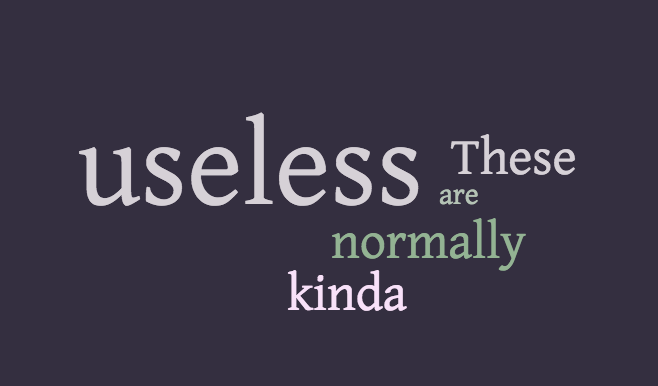 useless These
are
normally
kinda